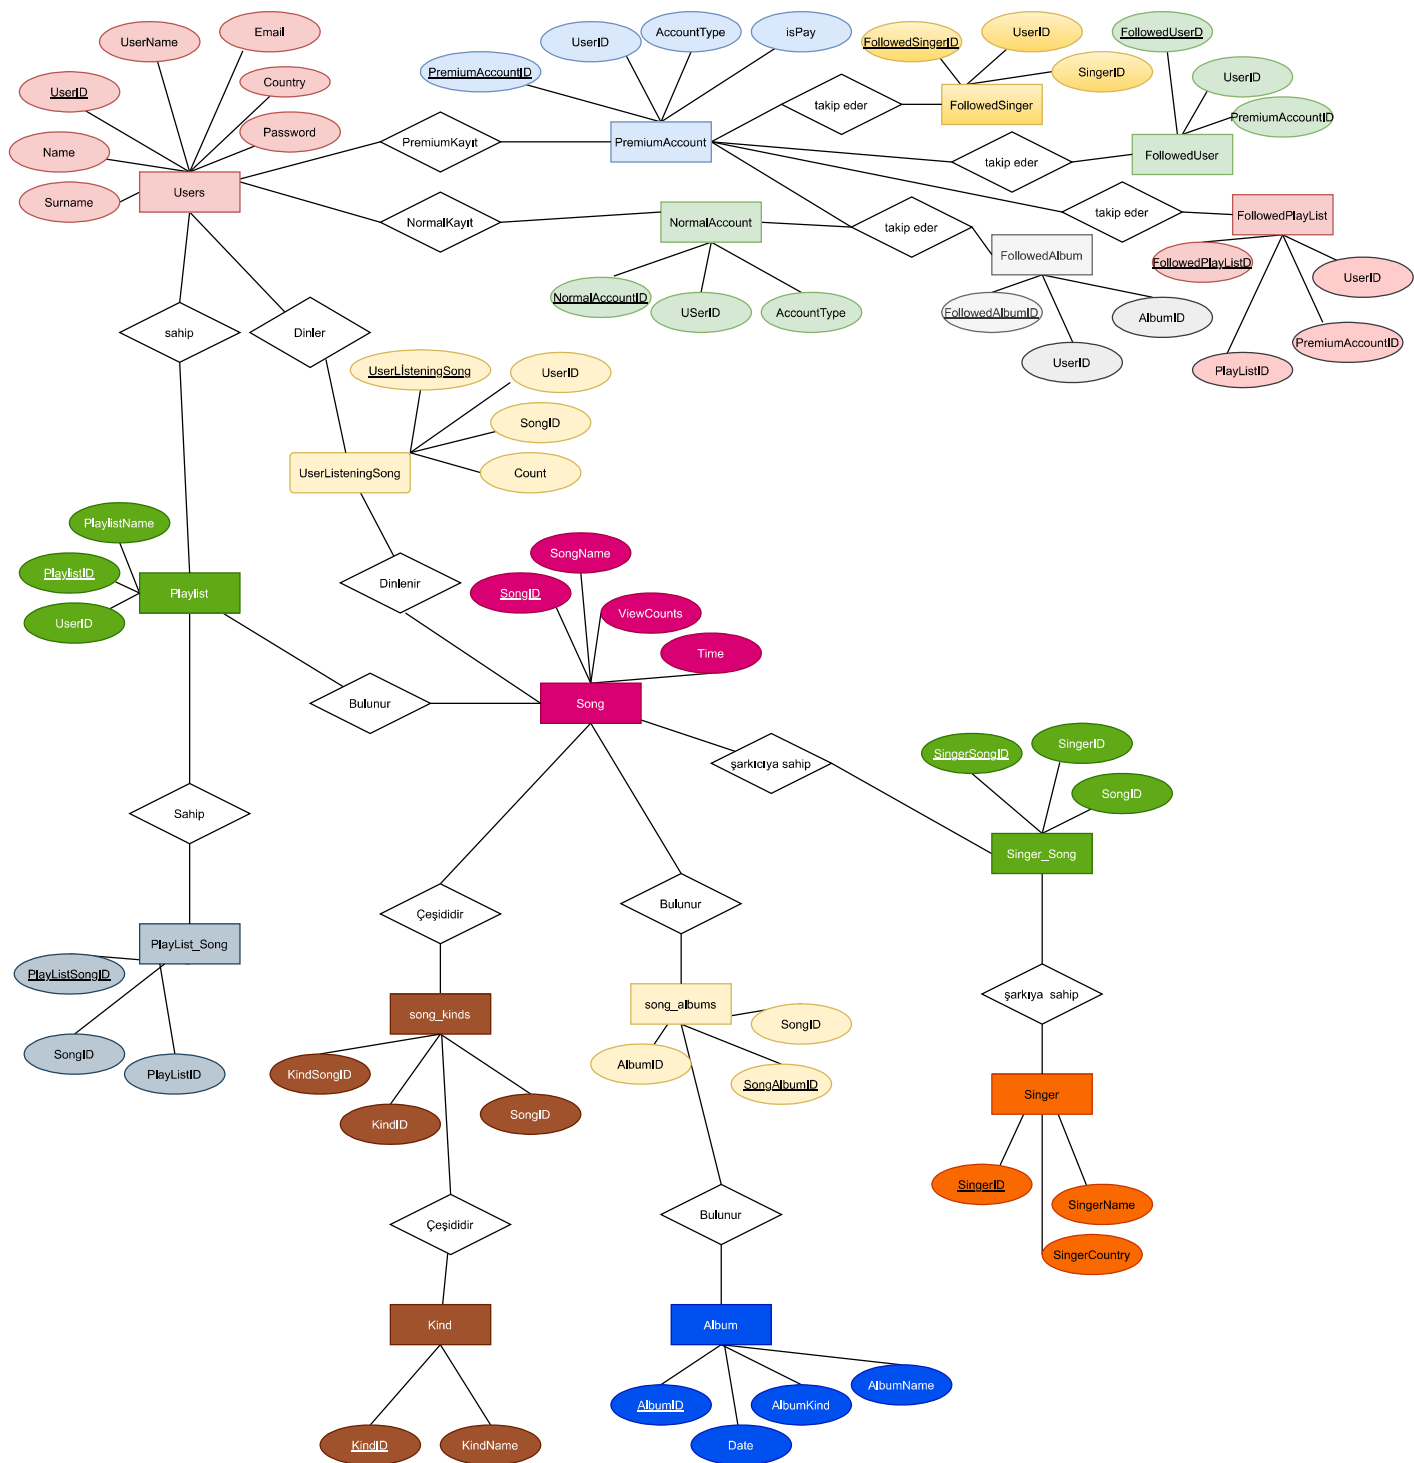 UserName
Email
UserID
Country
Name
Password
Surname
Users
PremiumAccountID
UserID
AccountType
isPay
PremiumKayıt
PremiumAccount
NormalKayıt
NormalAccount
NormalAccountID
USerID
AccountType
takip eder
FollowedSingerID
UserID
SingerID
FollowedSinger
takip eder
FollowedUserD
UserID
PremiumAccountID
FollowedUser
takip eder
FollowedPlayList
FollowedPlayListD
UserID
PremiumAccountID
PlayListID
takip eder
FollowedAlbum
FollowedAlbumID
AlbumID
UserID
sahip
Dinler
UserLİsteningSong
UserID
SongID
Count
UserListeningSong
PlaylistName
PlaylistID
UserID
Playlist
Dinlenir
SongName
SongID
ViewCounts
Time
Song
Bulunur
Sahip
PlayList_Song
PlayListSongID
SongID
PlayListID
şarkıcıya sahip
SingerSongID
SingerID
SongID
Singer_Song
Çeşididir
Bulunur
şarkıya sahip
song_kinds
KindSongID
KindID
SongID
song_albums
SongID
AlbumID
SongAlbumID
Singer
SingerID
SingerName
SingerCountry
Çeşididir
Bulunur
Kind
KindID
KindName
Album
AlbumID
Date
AlbumKind
AlbumName